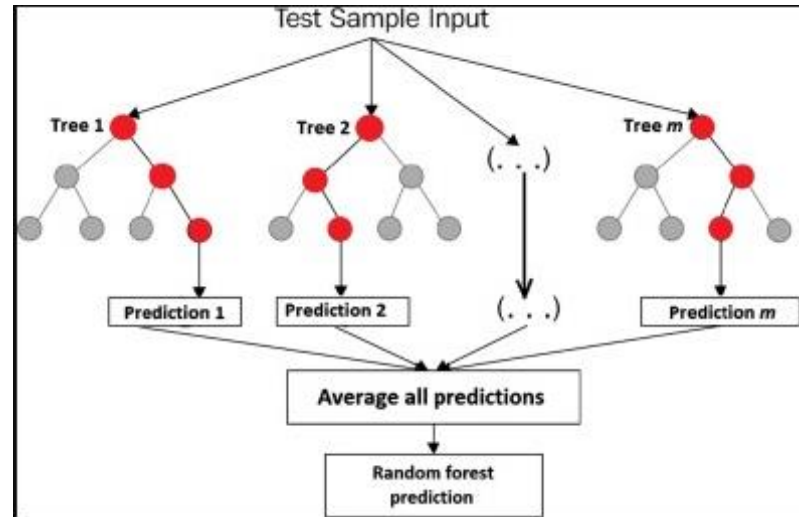 Test Sample Input
Tree 1
Tree 2
(. . .)
Tree m
Prediction 1
Prediction 2
(. . .)
Prediction m
Average all predictions
Random forest
prediction